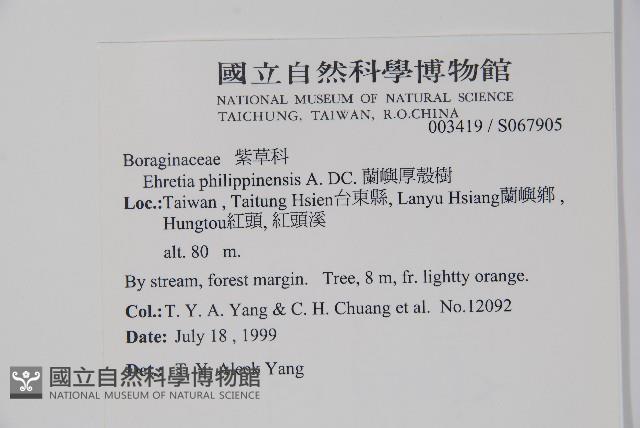 國立自然科學博物館
NATIONAL MUSEUM OF NATURAL SCIENCE
TAICHUNG, TAIWAN, R.O.CHINA
003419 / S067905
Boraginaceae 紫草科
Ehretia philippinensis A. DC. 蘭嶼厚殼樹
Loc.:Taiwan , Taitung Hsien台東縣, Lanyu Hsiang蘭嶼鄉 ,
Hungtou紅頭, 紅頭溪
alt. 80 m.
By stream, forest margin. Tree, 8 m, fr. lightty orange.
Col.: T. Y. A. Yang & C. H. Chuang et al. No.12092
Date: July 18 , 1999
Det.: T. Y. Aleck Yang
國立自然科學博物館
NATIONAL MUSEUM OF NATURAL SCIENCE